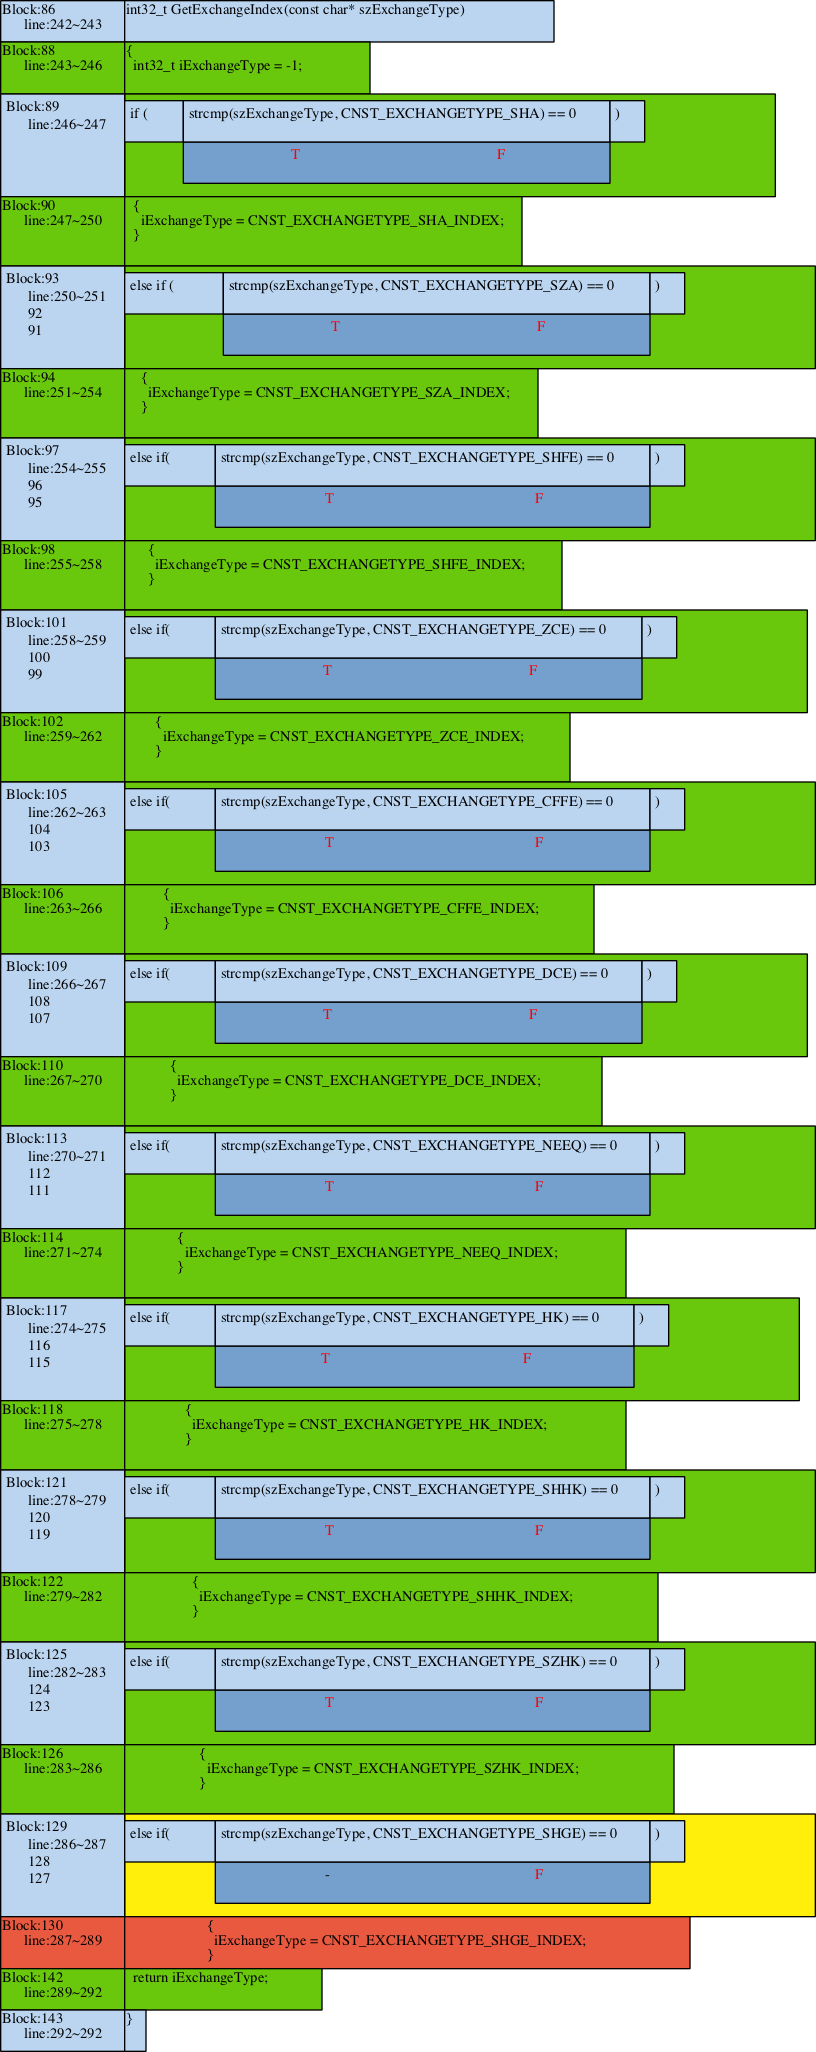 Block:86
line:242~243
int32_t GetExchangeIndex(const char* szExchangeType)
Block:88
line:243~246
{
int32_t iExchangeType = -1;
Block:89
line:246~247
if ( strcmp(szExchangeType, CNST_EXCHANGETYPE_SHA) == 0 )
T F
Block:90
line:247~250
{
iExchangeType = CNST_EXCHANGETYPE_SHA_INDEX;
}
Block:93
line:250~251
92
91
else if ( strcmp(szExchangeType, CNST_EXCHANGETYPE_SZA) == 0 )
T F
Block:94
line:251~254
{
iExchangeType = CNST_EXCHANGETYPE_SZA_INDEX;
}
Block:97
line:254~255
96
95
else if( strcmp(szExchangeType, CNST_EXCHANGETYPE_SHFE) == 0 )
T F
Block:98
line:255~258
{
iExchangeType = CNST_EXCHANGETYPE_SHFE_INDEX;
}
Block:101
line:258~259
100
99
else if( strcmp(szExchangeType, CNST_EXCHANGETYPE_ZCE) == 0 )
T F
Block:102
line:259~262
{
iExchangeType = CNST_EXCHANGETYPE_ZCE_INDEX;
}
Block:105
line:262~263
104
103
else if( strcmp(szExchangeType, CNST_EXCHANGETYPE_CFFE) == 0 )
T F
Block:106
line:263~266
{
iExchangeType = CNST_EXCHANGETYPE_CFFE_INDEX;
}
Block:109
line:266~267
108
107
else if( strcmp(szExchangeType, CNST_EXCHANGETYPE_DCE) == 0 )
T F
Block:110
line:267~270
{
iExchangeType = CNST_EXCHANGETYPE_DCE_INDEX;
}
Block:113
line:270~271
112
111
else if( strcmp(szExchangeType, CNST_EXCHANGETYPE_NEEQ) == 0 )
T F
Block:114
line:271~274
{
iExchangeType = CNST_EXCHANGETYPE_NEEQ_INDEX;
}
Block:117
line:274~275
116
115
else if( strcmp(szExchangeType, CNST_EXCHANGETYPE_HK) == 0 )
T F
Block:118
line:275~278
{
iExchangeType = CNST_EXCHANGETYPE_HK_INDEX;
}
Block:121
line:278~279
120
119
else if( strcmp(szExchangeType, CNST_EXCHANGETYPE_SHHK) == 0 )
T F
Block:122
line:279~282
{
iExchangeType = CNST_EXCHANGETYPE_SHHK_INDEX;
}
Block:125
line:282~283
124
123
else if( strcmp(szExchangeType, CNST_EXCHANGETYPE_SZHK) == 0 )
T F
Block:126
line:283~286
{
iExchangeType = CNST_EXCHANGETYPE_SZHK_INDEX;
}
Block:129
line:286~287
128
127
else if( strcmp(szExchangeType, CNST_EXCHANGETYPE_SHGE) == 0 )
- F
Block:130
line:287~289
{
iExchangeType = CNST_EXCHANGETYPE_SHGE_INDEX;
}
Block:142
line:289~292
return iExchangeType;
Block:143
line:292~292
}